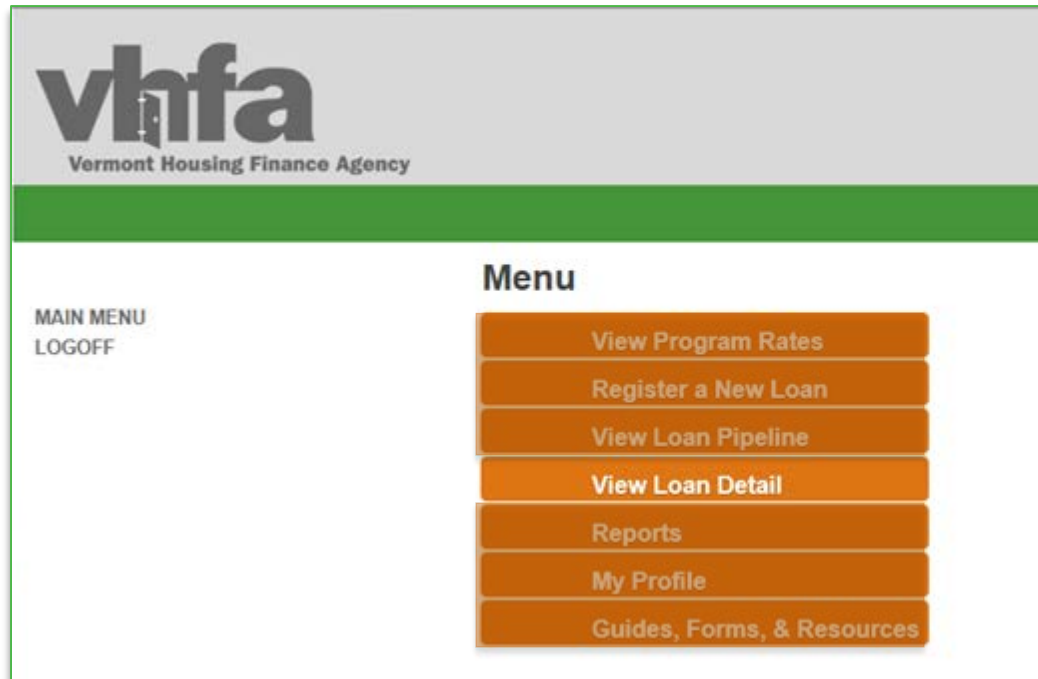 vhfa
Vermont Housing Finance Agency
Menu
MAIN MENU
LOGOFF
View Program Rates
Register a New Loan
View Loan Pipeline
View Loan Detail
Reports
My Profile
Guides, Forms, & Resources